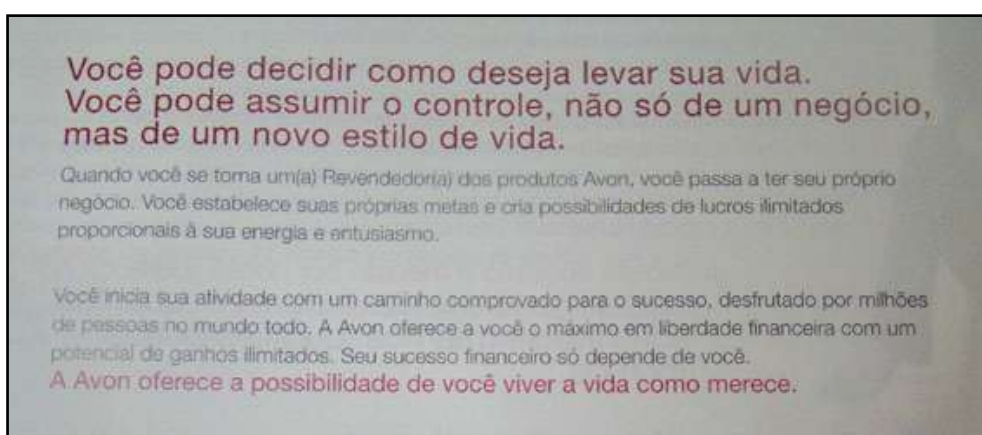 Você pode decidir como deseja levar sua vida.
Você pode assumir o controle, não só de um negócio,
mas de um novo estilo de vida.
Quando você se torna um(a) Revendedor(a) dos produtos Avon, você passa a ter seu próprio
negócio. Você estabelece suas próprias metas e cria possibilidades de lucros ilimitados
proporcionais à sua energia e entusiasmo.
Você inicia sua atividade com um caminho comprovado para o sucesso, desfrutado por milhões
de pessoas no mundo todo. A Avon oferece a você o máximo em liberdade financeira com um
potencial de ganhos ilimitados. Seu sucesso financeiro só depende de você.
A Avon oferece a possibilidade de você viver a vida como merece.